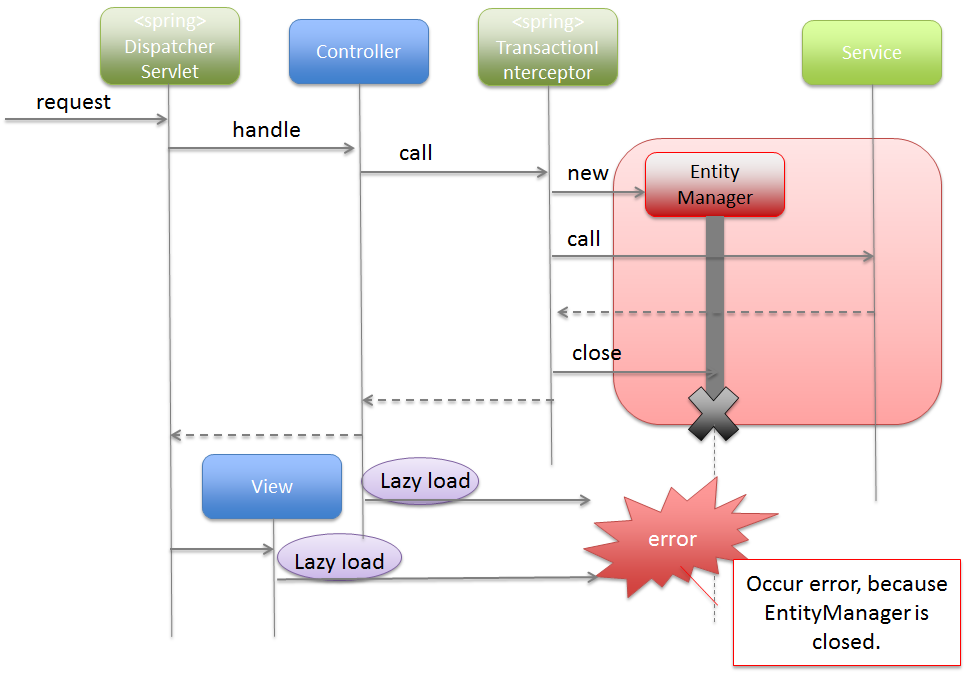 <spring>
Dispatcher
Servlet
Controller
<spring>
TransactionI
nterceptor
Service
request
handle
call
new
Entity
Manager
call
close
Lazy load
View
error
Lazy load
Occur error, because
EntityManager is
closed.